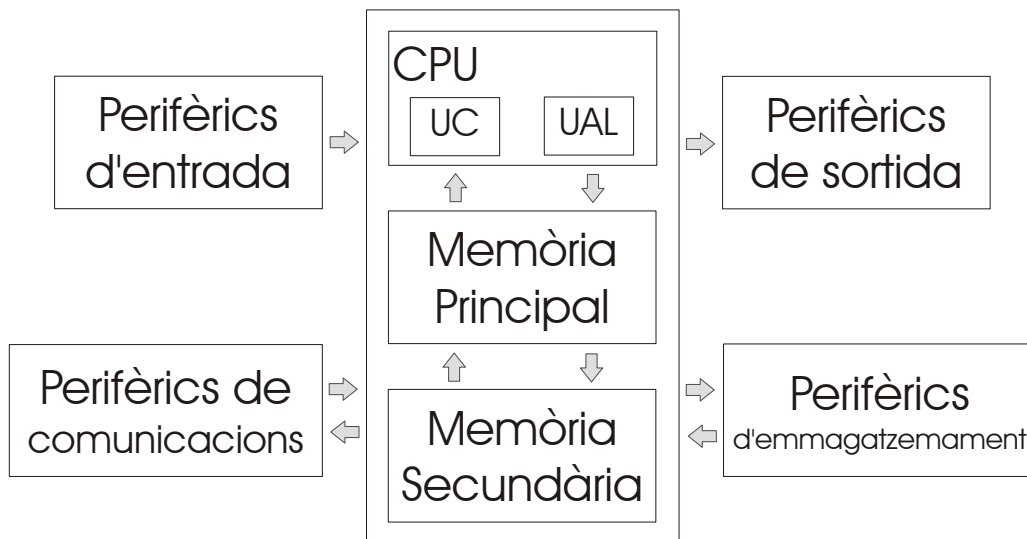 CPU
UC
UAL
Perifèrics
d'entrada
Perifèrics
de sortida
Memòria
Principal
Perifèrics de
comunicacions
Memòria
Secundària
Perifèrics
d'emmagatzemament